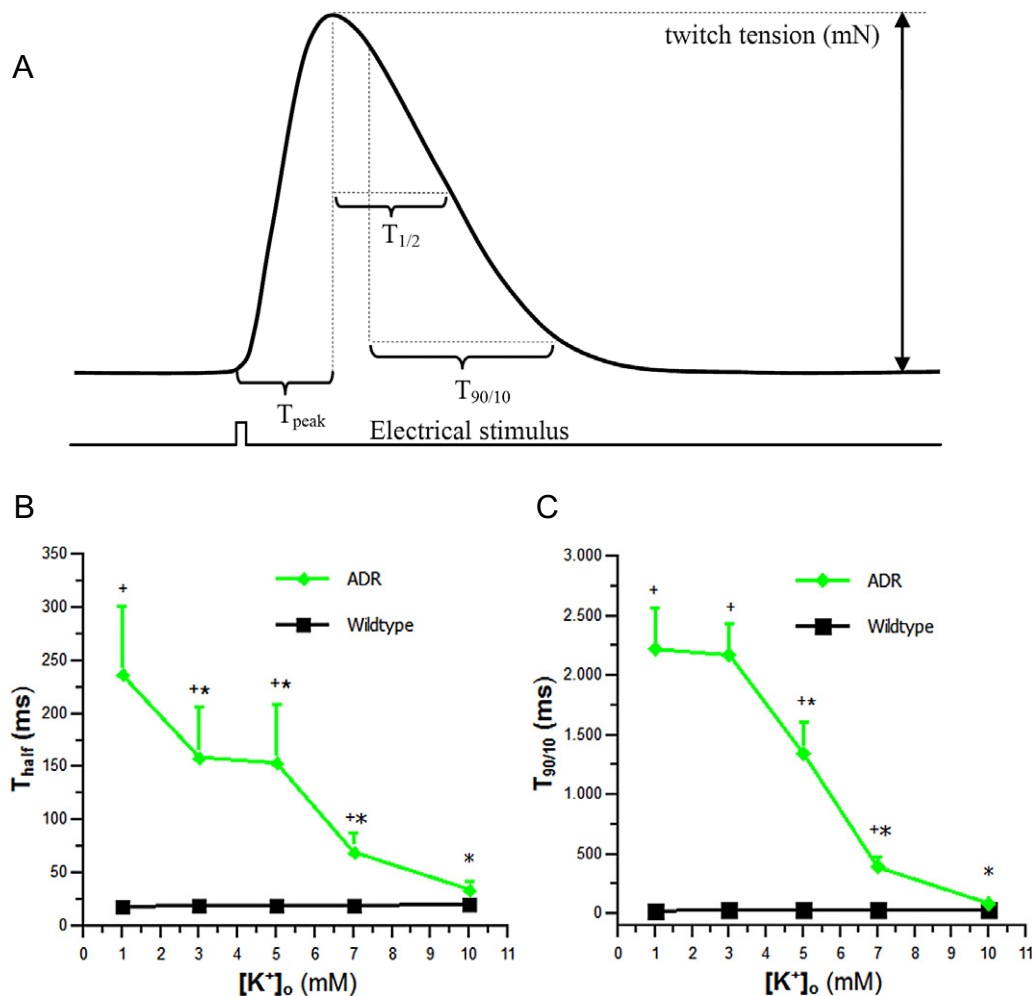 A
twitch tension (mN)
T1/2
T90/10
Tpeak
Electrical stimulus
B
350
300
250
200
150
100
50
0
Thalf (ms)
+
+*
+*
+*
*
ADR
Wildtype
0 1 2 3 4 5 6 7 8 9 10 11
[K+]o (mM)
C
3.000
2.500
2.000
1.500
1.000
500
0
T90/10 (ms)
+
+
+*
+*
*
ADR
Wildtype
0 1 2 3 4 5 6 7 8 9 10 11
[K+]o (mM)